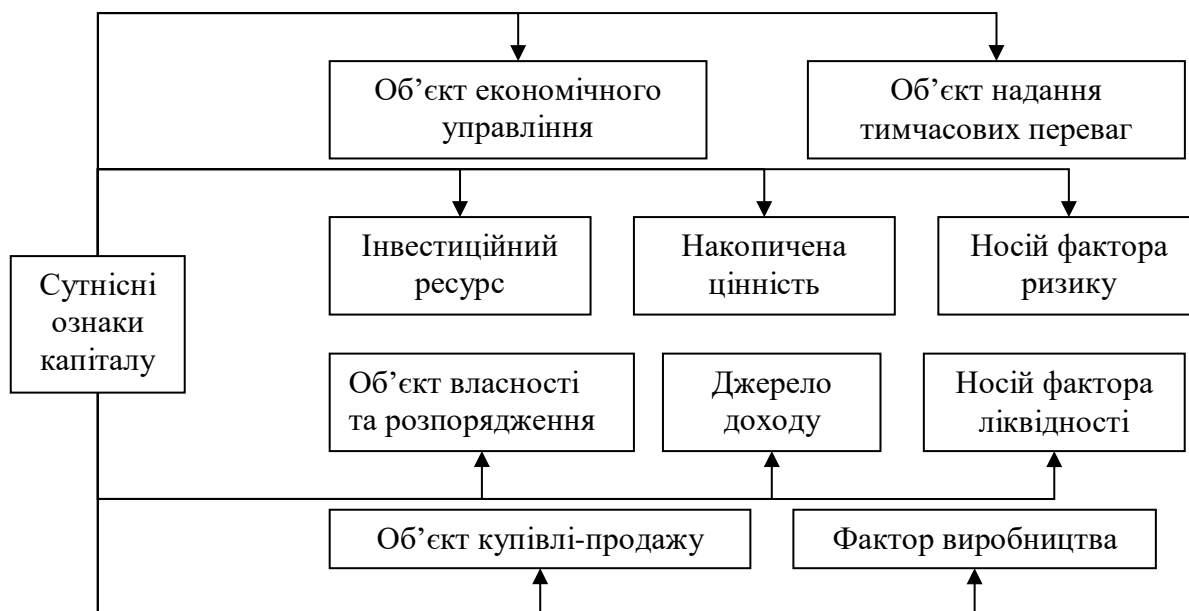 Об’єкт економічного
управління
Об’єкт надання
тимчасових переваг
Інвестиційний
ресурс
Накопичена
цінність
Носій фактора
ризику
Сутнісні
ознаки
капіталу
Об’єкт власності
та розпорядження
Джерело
доходу
Носій фактора
ліквідності
Об’єкт купівлі-продажу
Фактор виробництва